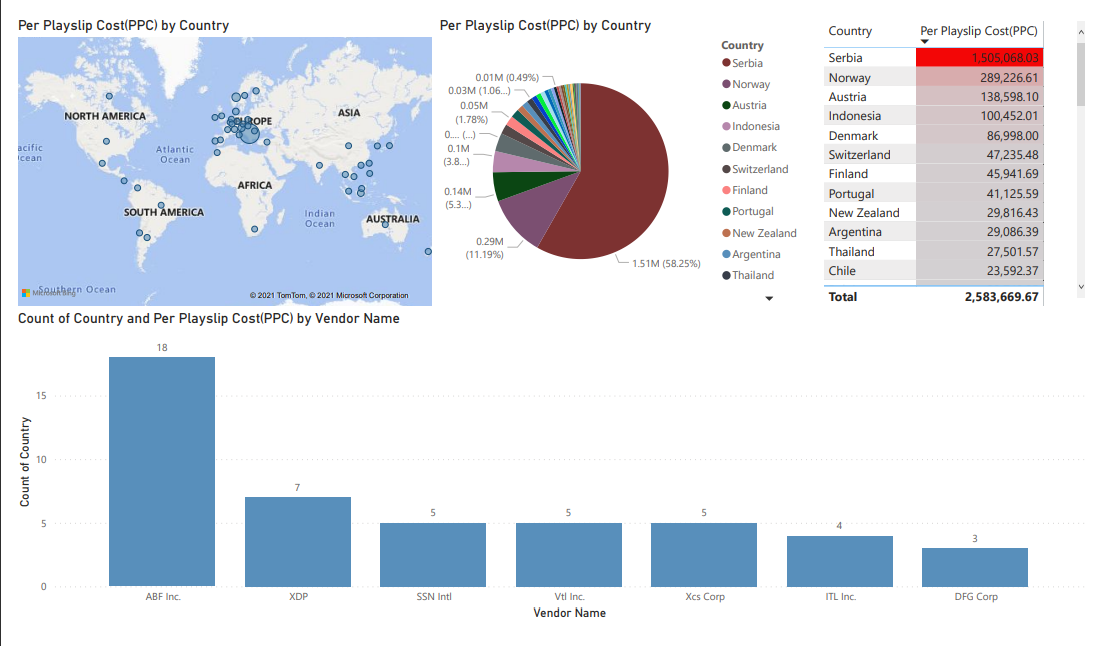 Per Playslip Cost(PPC) by Country
NORTH AMERICA
EUROPE
ASIA
acific
cean
Atlantic
Ocean
AFRICA
SOUTH AMERICA
Indian
Ocean
AUSTRALIA
Southern Ocean
Microsoft Bing
© 2021 TomTom, © 2021 Microsoft Corporation
Per Playslip Cost(PPC) by Country
0.01M (0.49%)
0.03M (1.06...)
0.05M
(1.78%)
0.... (...)
0.1M
(3.8...)
0.14M
(5.3...)
0.29M
(11.19%)
1.51M (58.25%)
Country
Serbia
Norway
Austria
Indonesia
Denmark
Switzerland
Finland
Portugal
New Zealand
Argentina
Thailand
Country Per Playslip Cost(PPC)
Serbia 1,505,068.03
Norway 289,226.61
Austria 138,598.10
Indonesia 100,452.01
Denmark 86,998.00
Switzerland 47,235.48
Finland 45,941.69
Portugal 41,125.59
New Zealand 29,816.43
Argentina 29,086.39
Thailand 27,501.57
Chile 23,592.37
Total 2,583,669.67
Count of Country and Per Playslip Cost(PPC) by Vendor Name
Count of Country
15
10
5
0
18
7
5
5
5
4
3
ABF Inc.
XDP
SSN Intl
Vtl Inc.
Xcs Corp
ITL Inc.
DFG Corp
Vendor Name